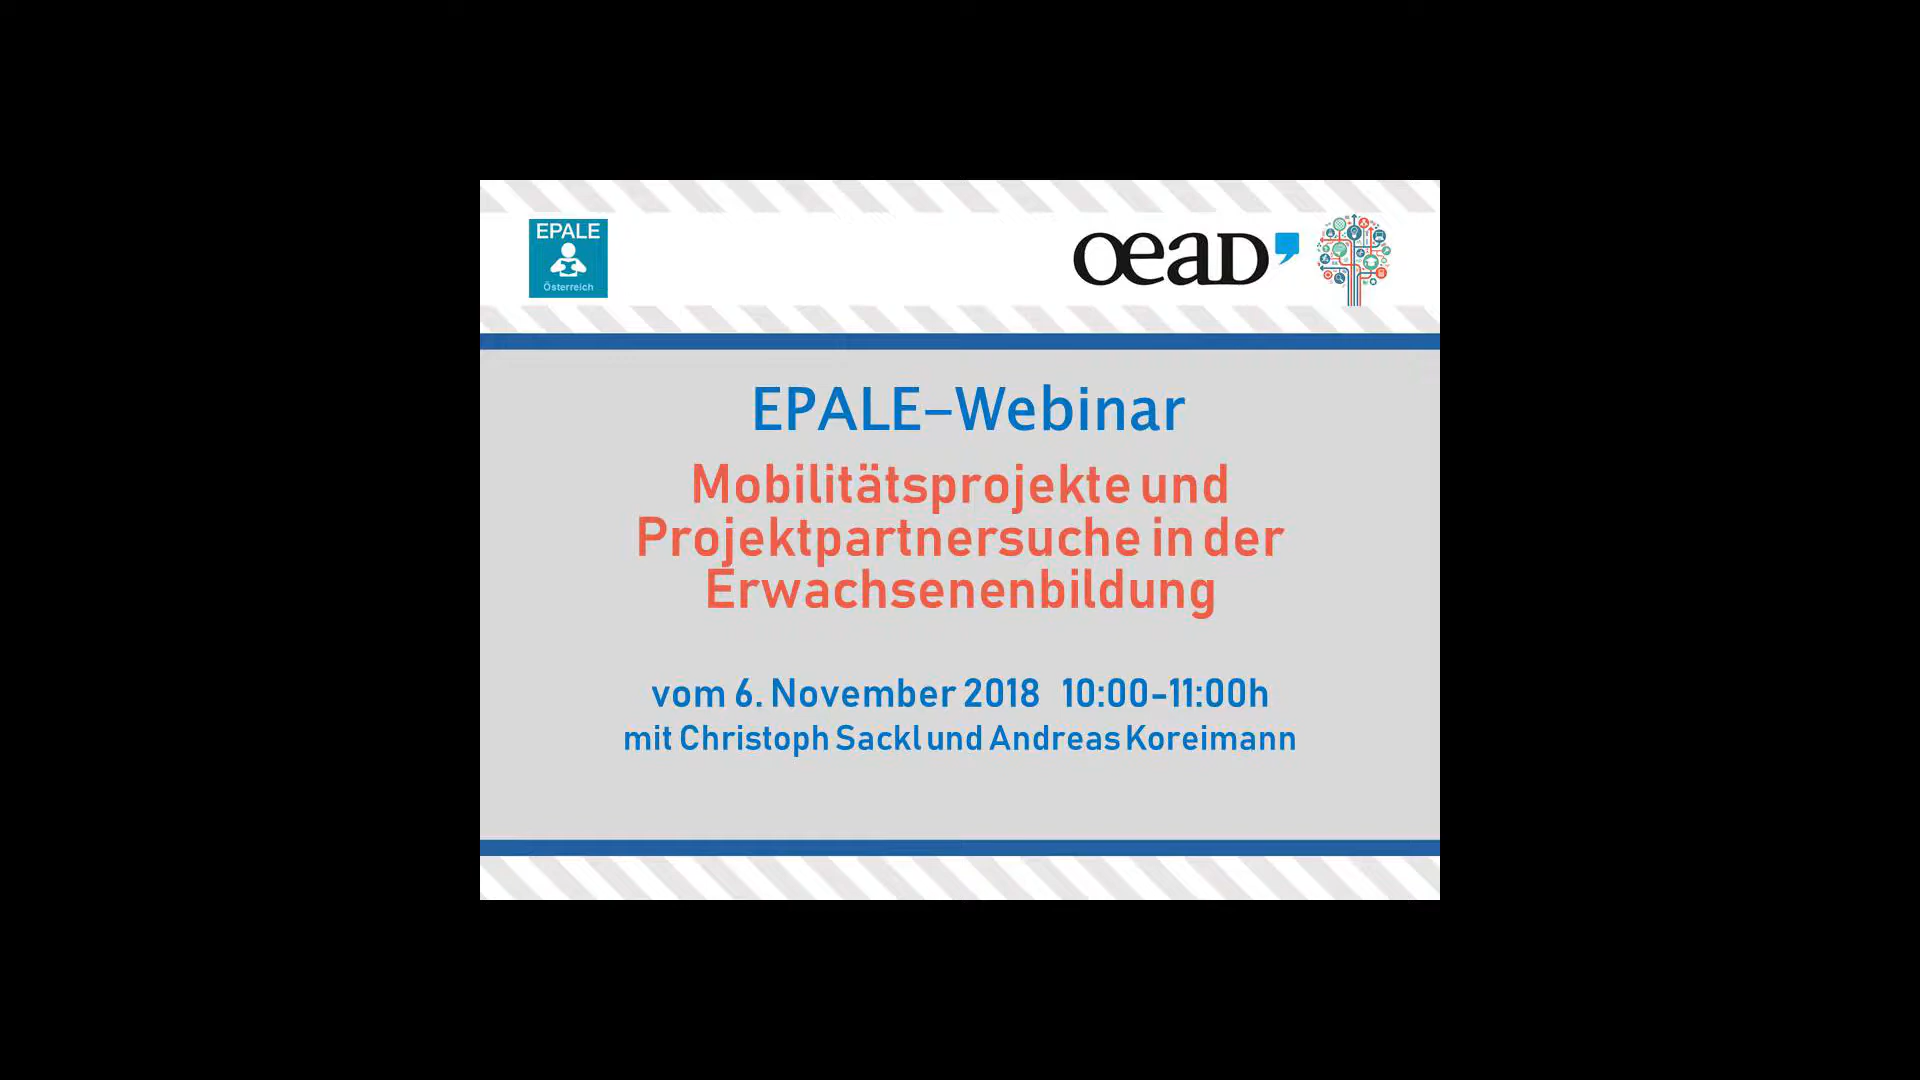 EPALE
Österreich
OeAD'
EPALE–Webinar
Mobilitätsprojekte und
Projektpartnersuche in der
Erwachsenenbildung
vom 6. November 2018 10:00-11:00h
mit Christoph Sackl und Andreas Koreimann